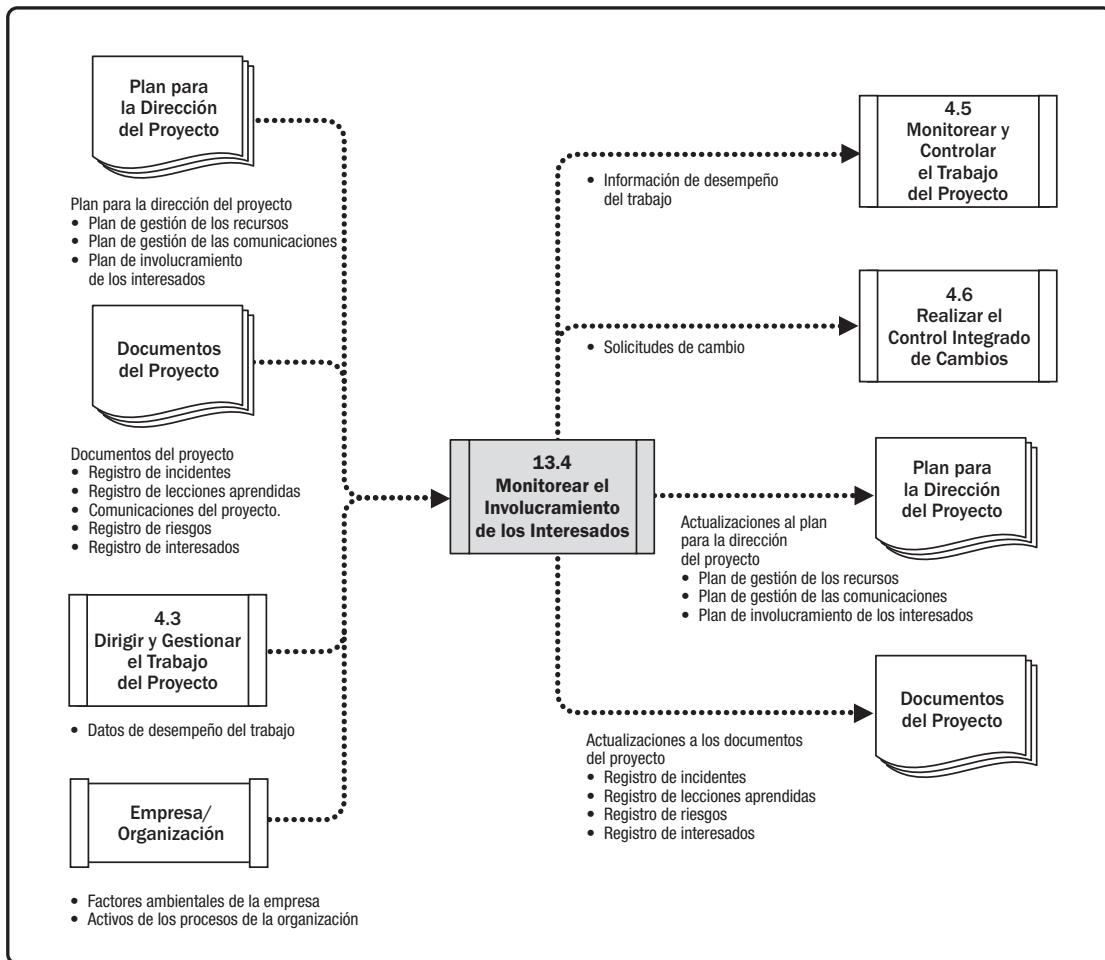 Plan para
la Dirección
del Proyecto
Plan para la dirección del proyecto
• Plan de gestión de los recursos
• Plan de gestión de las comunicaciones
• Plan de involucramiento
de los interesados
Documentos
del Proyecto
Documentos del proyecto
• Registro de incidentes
• Registro de lecciones aprendidas
• Comunicaciones del proyecto.
• Registro de riesgos
• Registro de interesados
4.3
Dirigir y Gestionar
el Trabajo
del Proyecto
• Datos de desempeño del trabajo
Empresa/
Organización
• Factores ambientales de la empresa
• Activos de los procesos de la organización
13.4
Monitorear el
Involucramiento
de los Interesados
• Información de desempeño
del trabajo
4.5
Monitorear y
Controlar
el Trabajo
del Proyecto
• Solicitudes de cambio
4.6
Realizar el
Control Integrado
de Cambios
Actualizaciones al plan
para la dirección
del proyecto
• Plan de gestión de los recursos
• Plan de gestión de las comunicaciones
• Plan de involucramiento de los interesados
Plan para
la Dirección
del Proyecto
Actualizaciones a los documentos
del proyecto
• Registro de incidentes
• Registro de lecciones aprendidas
• Registro de riesgos
• Registro de interesados
Documentos
del Proyecto